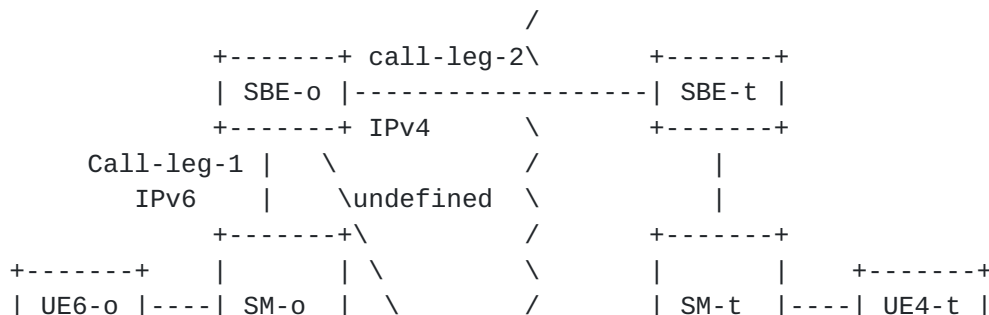 /
             +-------+ call-leg-2\       +-------+
             | SBE-o |-------------------| SBE-t |
             +-------+ IPv4      \       +-------+
     Call-leg-1 |   \            /           |
        IPv6    |    \undefined  \           |
             +-------+\          /       +-------+
+-------+    |       | \         \       |       |    +-------+
| UE6-o |----| SM-o  |  \        /       | SM-t  |----| UE4-t |